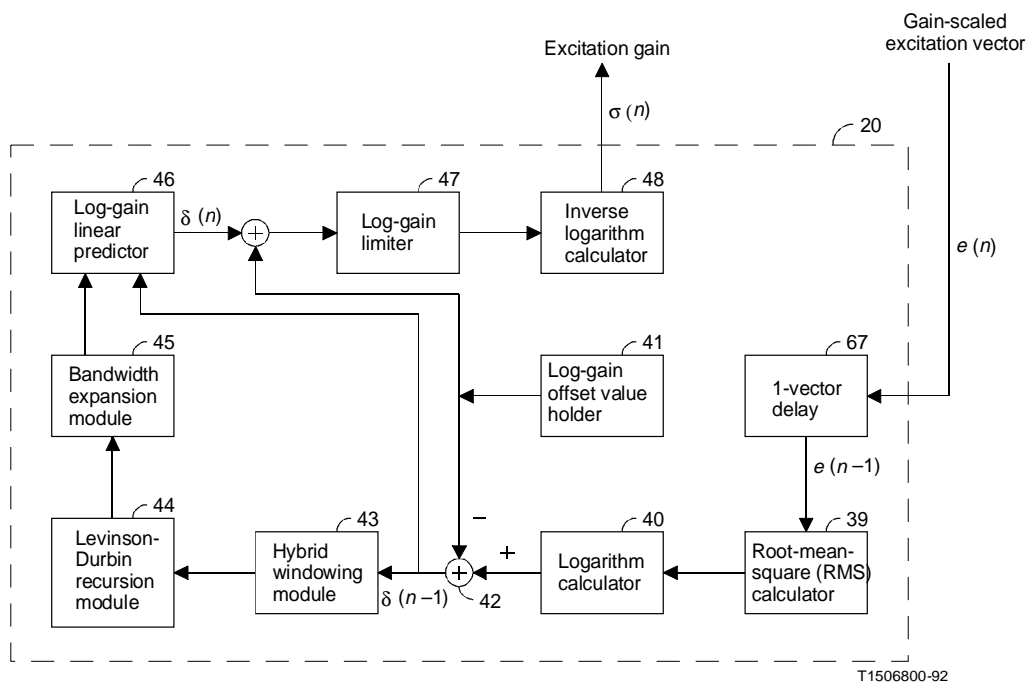 Gain-scaled
excitation vector
Excitation gain
σ (n)
20
46
Log-gain
linear
predictor
δ (n)
+
47
Log-gain
limiter
48
Inverse
logarithm
calculator
e (n)
45
Bandwidth
expansion
module
41
Log-gain
offset value
holder
67
1-vector
delay
e (n –1)
44
Levinson-
Durbin
recursion
module
43
Hybrid
windowing
module
δ (n –1)
–
+
+
42
40
Logarithm
calculator
39
Root-mean-
square (RMS)
calculator
T1506800-92